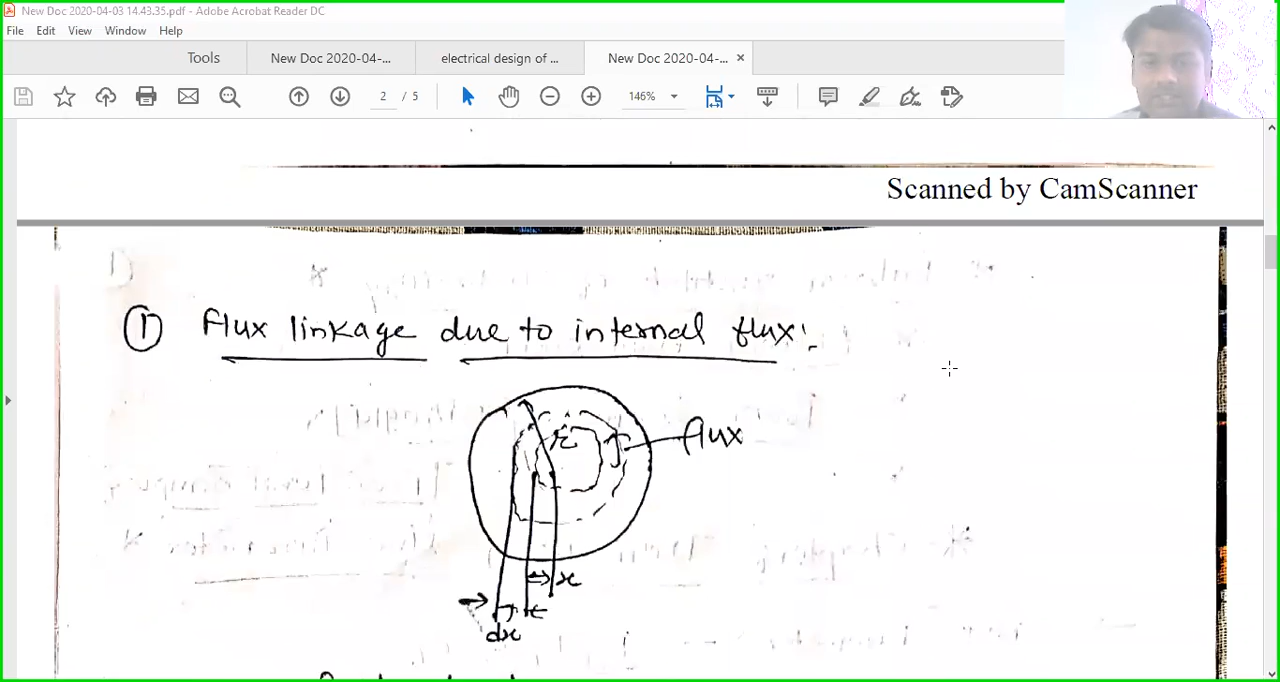 New Doc 2020-04-03 14.43.35.pdf - Adobe Acrobat Reader DC
File Edit View Window Help
Tools New Doc 2020-04-... electrical design of ... New Doc 2020-04-... ×
2 / 5 146%
Scanned by CamScanner
① Flux linkage due to internal flux:
r
flux
x
dx